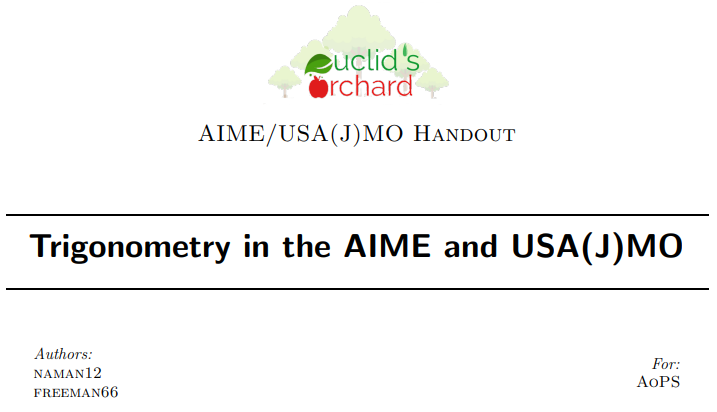 Euclid's
Orchard
AIME/USA(J)MO Handout
Trigonometry in the AIME and USA(J)MO
Authors:
naman12
freeman66
For:
AoPS